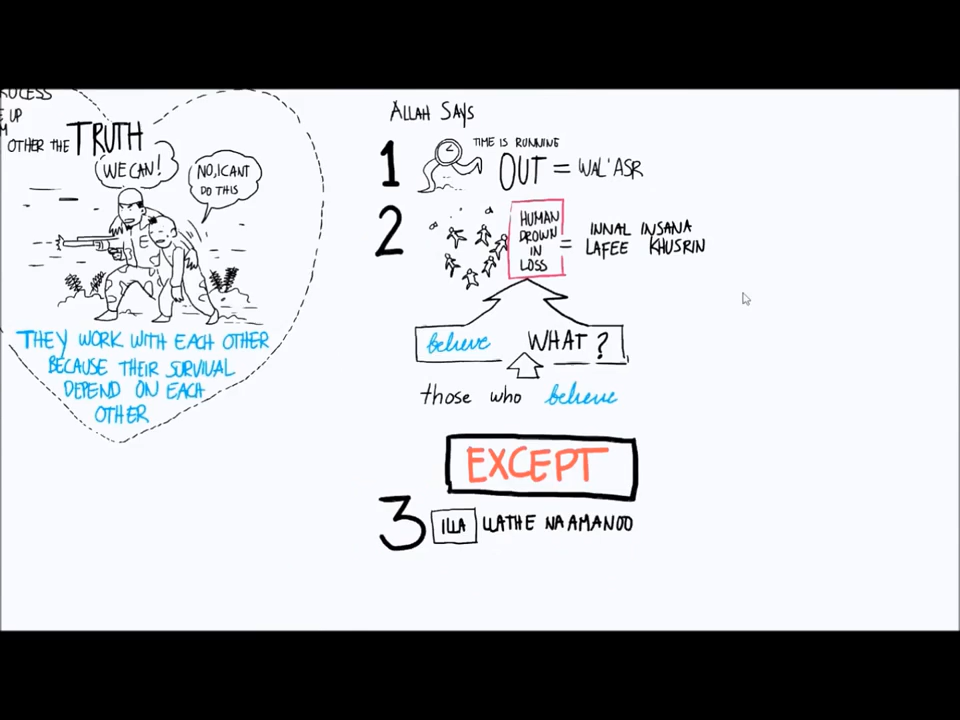 E UP
OTHER THE TRUTH
WE CAN!
NO, I CANT
DO THIS
THEY WORK WITH EACH OTHER
BECAUSE THEIR SURVIVAL
DEPEND ON EACH
OTHER
ALLAH SAYS
1 TIME IS RUNNING
OUT = WAL'ASR
2 HUMAN
DROWN
IN
LOSS
= INNAL INSANA
LAFEE KHUSRIN
believe WHAT?
those who believe
EXCEPT
3 ILLA LLATHE NAAMANOO